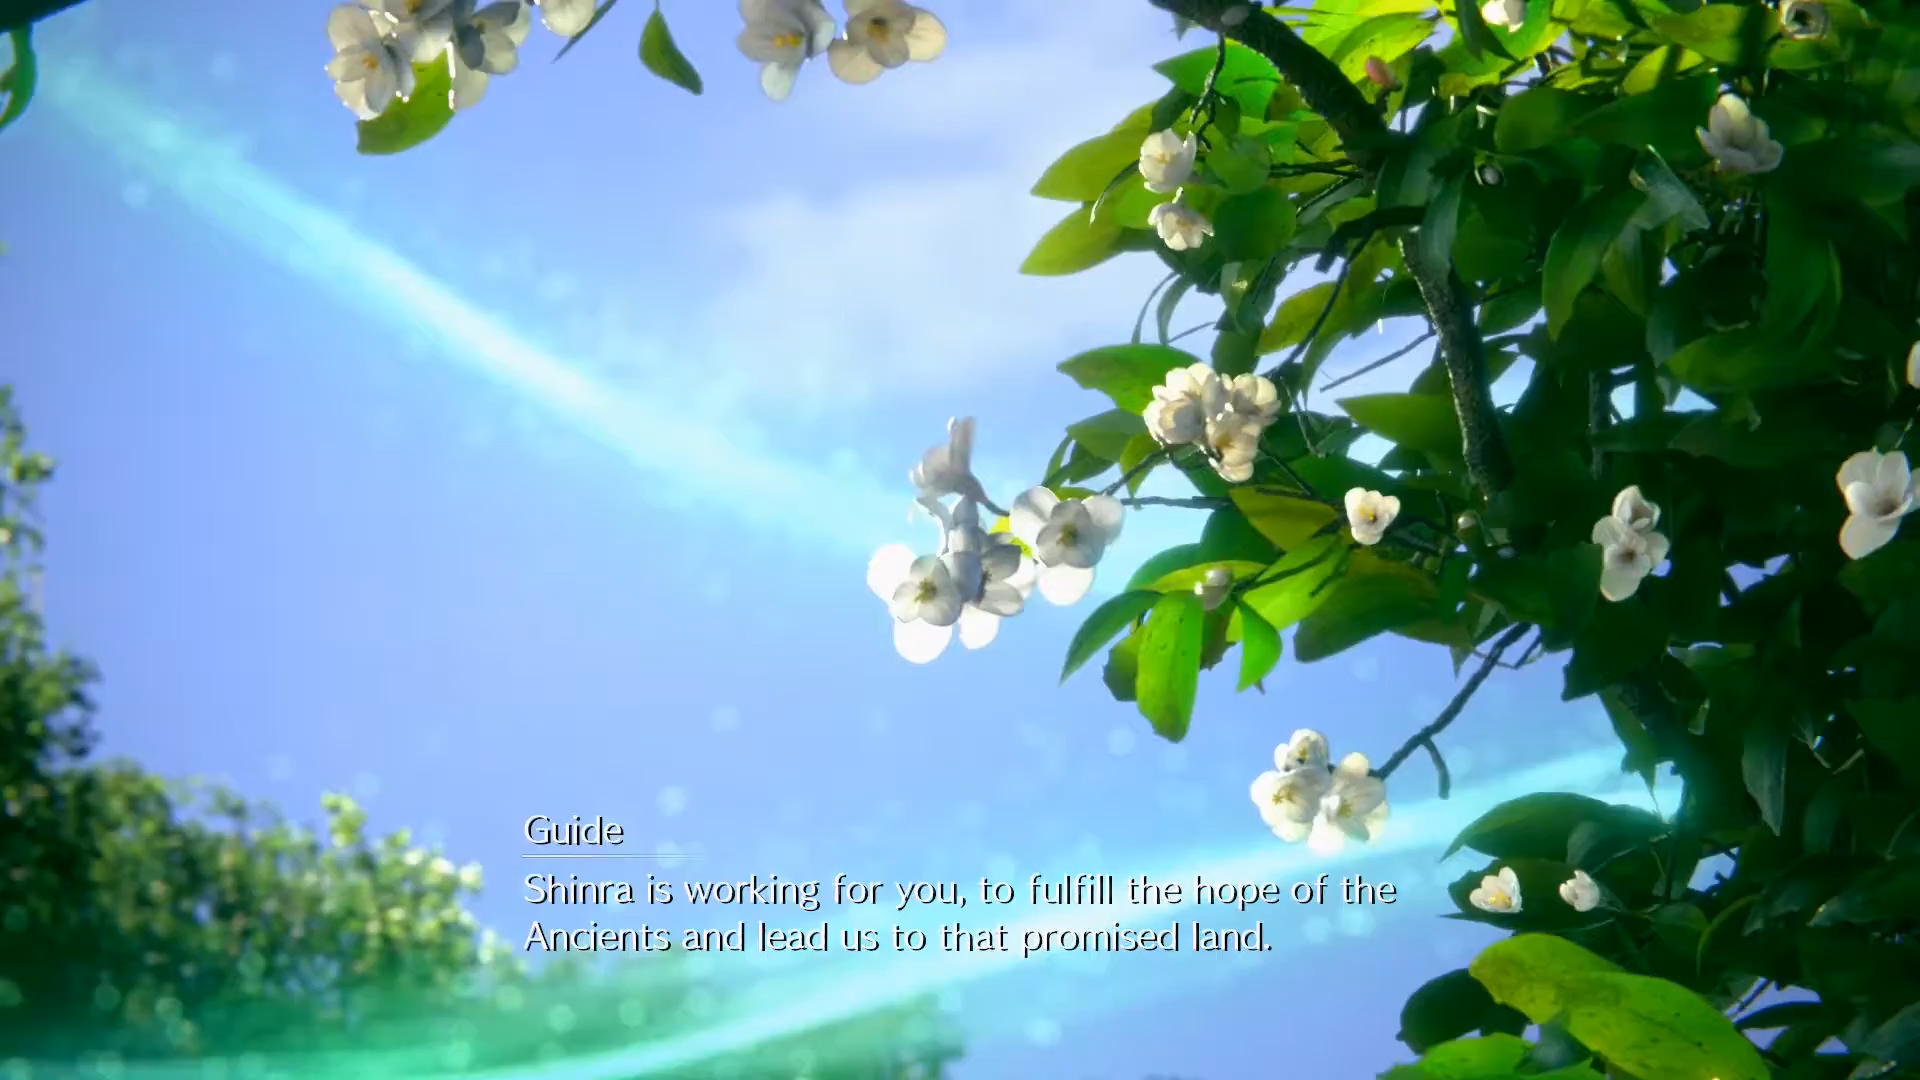 Guide
Shinra is working for you, to fulfill the hope of the
Ancients and lead us to that promised land.